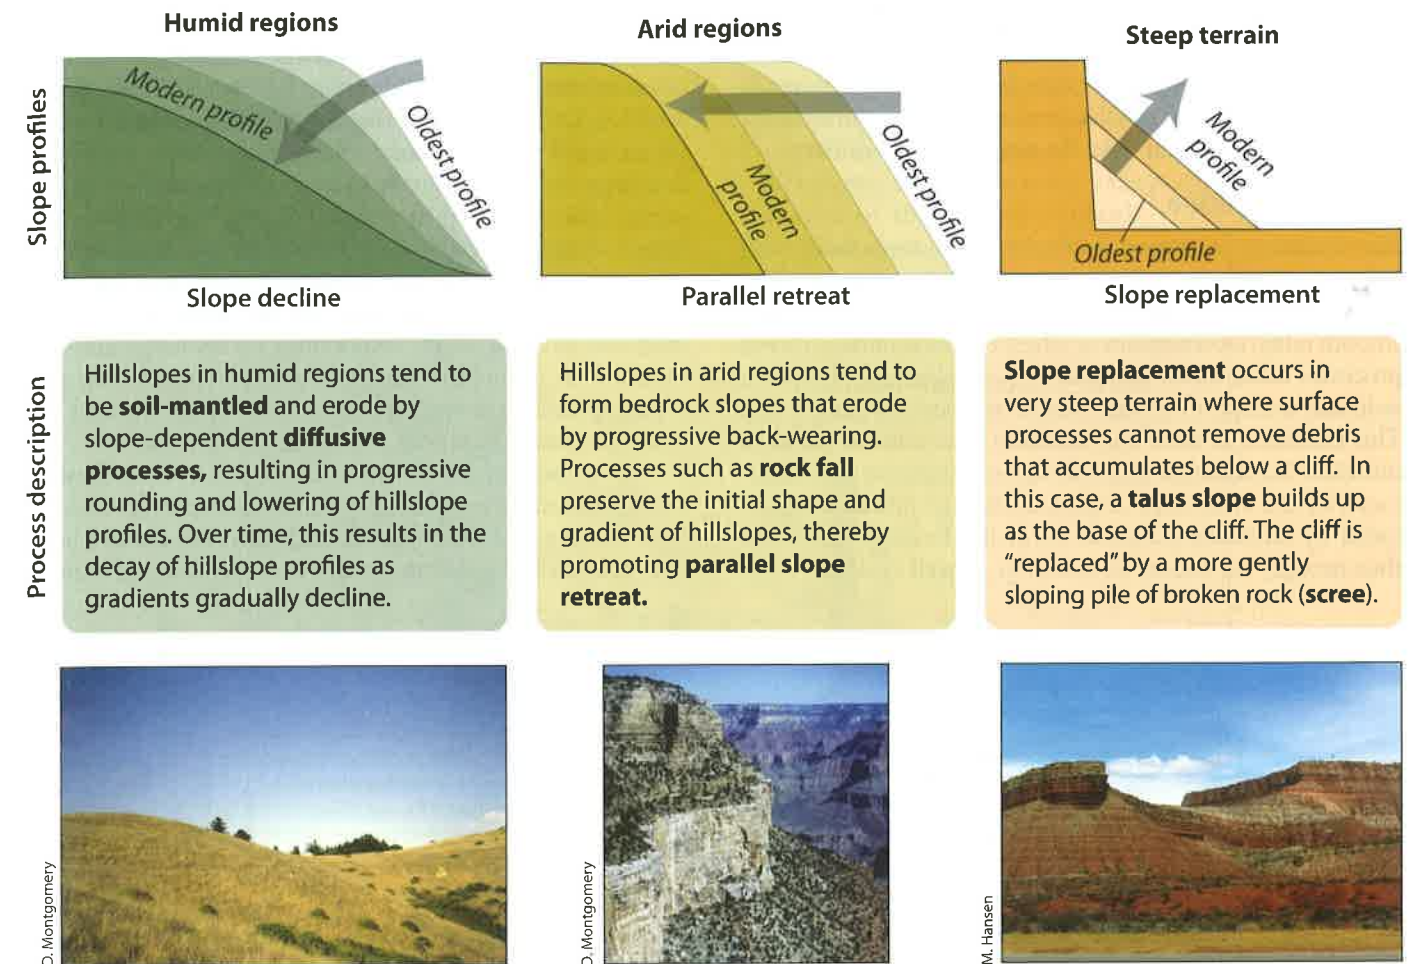 Humid regions
Arid regions
Steep terrain
Slope profiles
Modern profile
Oldest profile
Modern
profile
Oldest profile
Modern
profile
Oldest profile
Slope decline
Parallel retreat
Slope replacement
Process description
Hillslopes in humid regions tend to
be soil-mantled and erode by
slope-dependent diffusive
processes, resulting in progressive
rounding and lowering of hillslope
profiles. Over time, this results in the
decay of hillslope profiles as
gradients gradually decline.
Hillslopes in arid regions tend to
form bedrock slopes that erode
by progressive back-wearing.
Processes such as rock fall
preserve the initial shape and
gradient of hillslopes, thereby
promoting parallel slope
retreat.
Slope replacement occurs in
very steep terrain where surface
processes cannot remove debris
that accumulates below a cliff. In
this case, a talus slope builds up
as the base of the cliff. The cliff is
“replaced” by a more gently
sloping pile of broken rock (scree).
D. Montgomery
D. Montgomery
M. Hansen